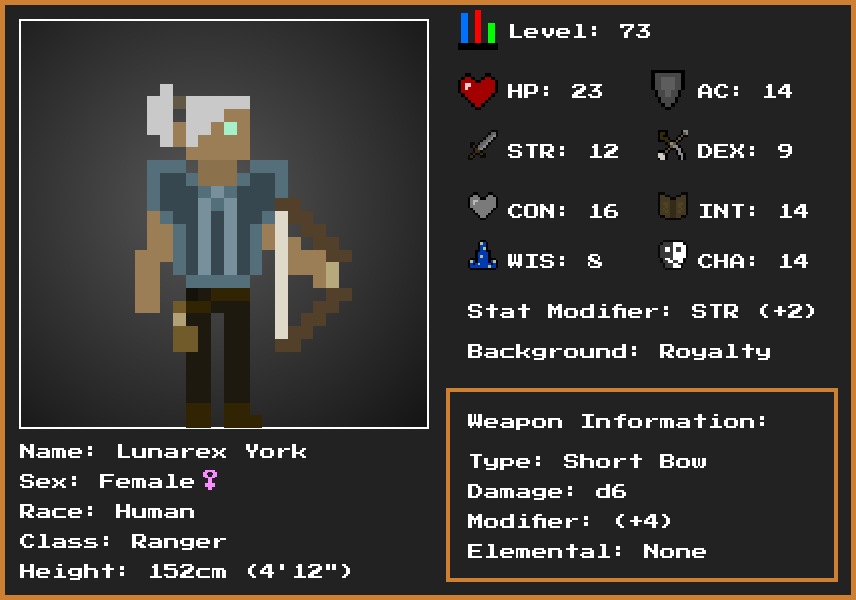 Level: 73
HP: 23
AC: 14
STR: 12
DEX: 9
CON: 16
INT: 14
WIS: 8
CHA: 14
Stat Modifier: STR (+2)
Background: Royalty
Weapon Information:
Type: Short Bow
Damage: d6
Modifier: (+4)
Elemental: None
Name: Lunarex York
Sex: Female♀
Race: Human
Class: Ranger
Height: 152cm (4'12")